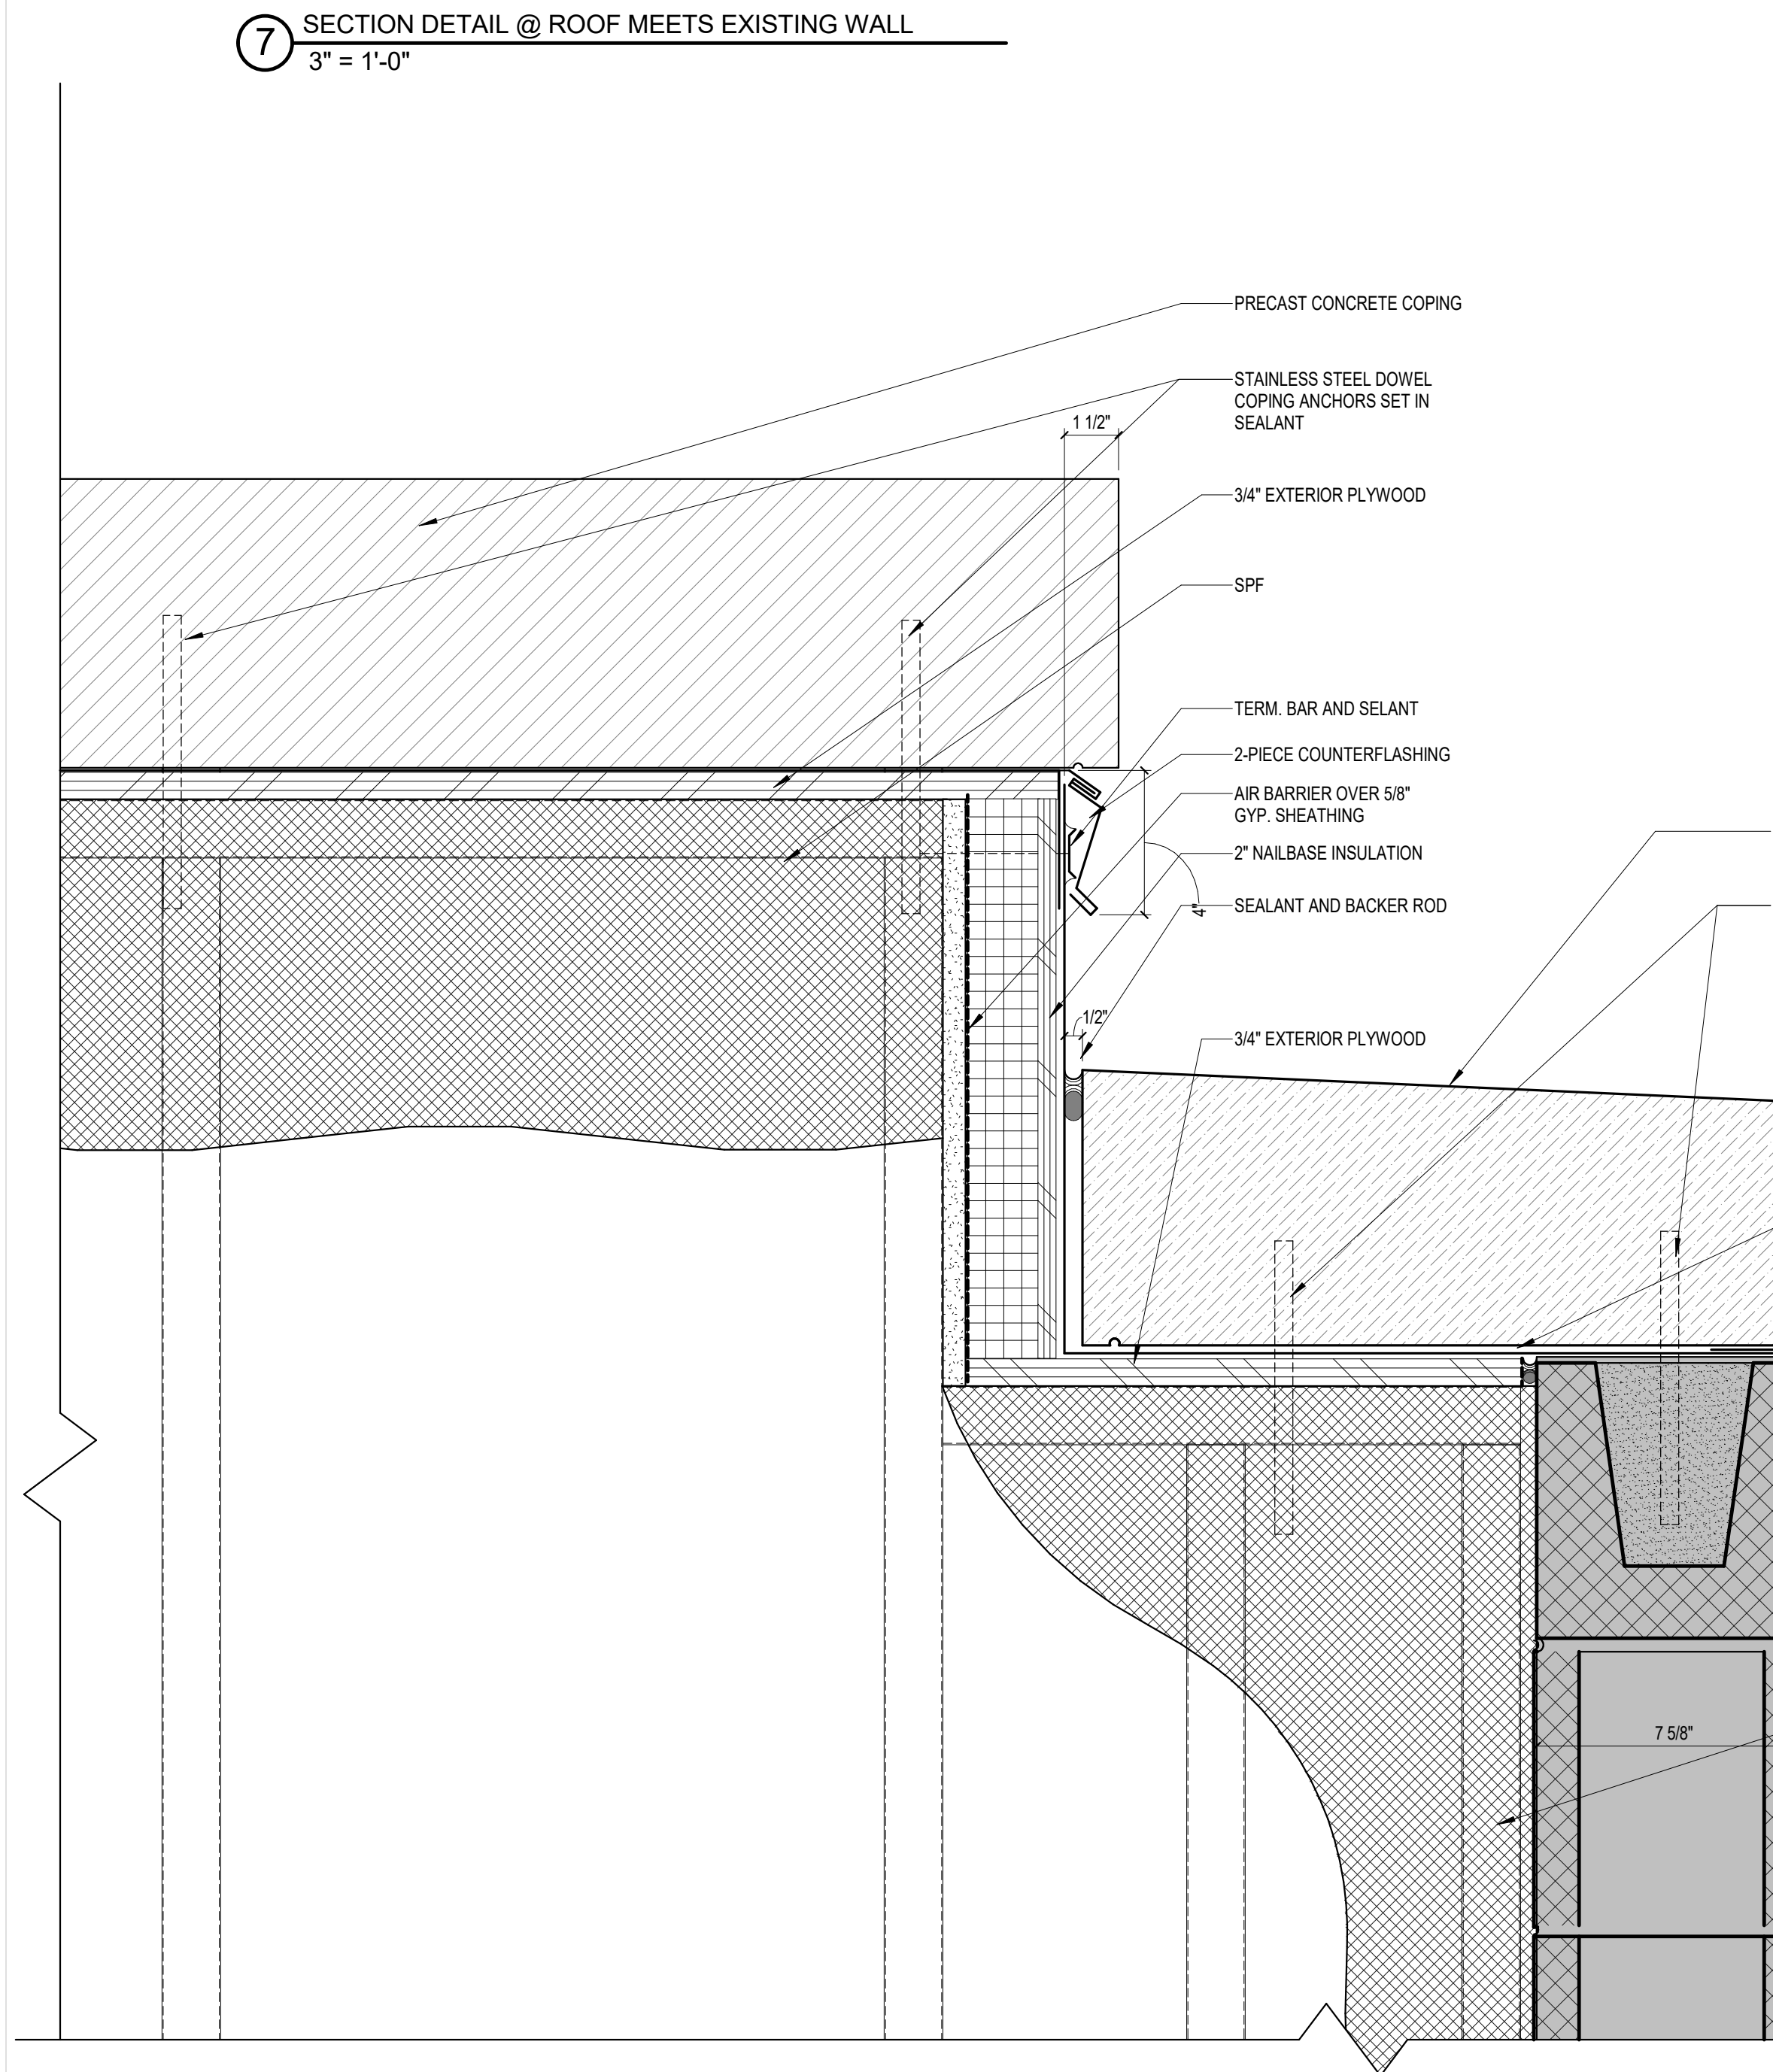 7
SECTION DETAIL @ ROOF MEETS EXISTING WALL
3" = 1'-0"
PRECAST CONCRETE COPING
STAINLESS STEEL DOWEL
COPING ANCHORS SET IN
SEALANT
1 1/2"
3/4" EXTERIOR PLYWOOD
SPF
TERM. BAR AND SELANT
2-PIECE COUNTERFLASHING
AIR BARRIER OVER 5/8"
GYP. SHEATHING
2" NAILBASE INSULATION
4"
SEALANT AND BACKER ROD
1/2"
3/4" EXTERIOR PLYWOOD
7 5/8"